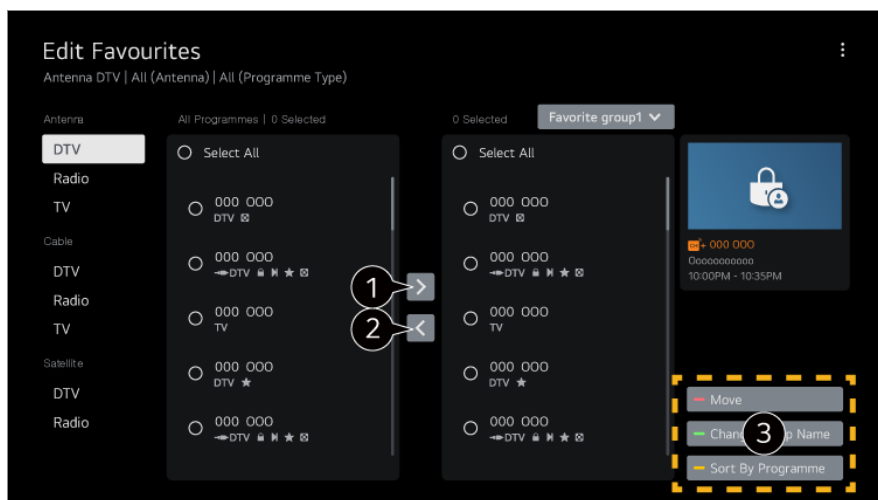 Edit Favourites
Antenna DTV | All (Antenna) | All (Programme Type)
Antenna
DTV
Radio
TV
Cable
DTV
Radio
TV
Satellite
DTV
Radio
All Programmes | 0 Selected
Select All
000 000
DTV
000 000
DTV
000 000
TV
000 000
DTV
000 000
DTV
1
2
0 Selected
Favorite group1
Select All
000 000
DTV
000 000
DTV
000 000
TV
000 000
DTV
000 000
DTV
CH+ 000 000
Oooooooooo
10:00PM - 10:35PM
Move
3
Name
Sort By Programme